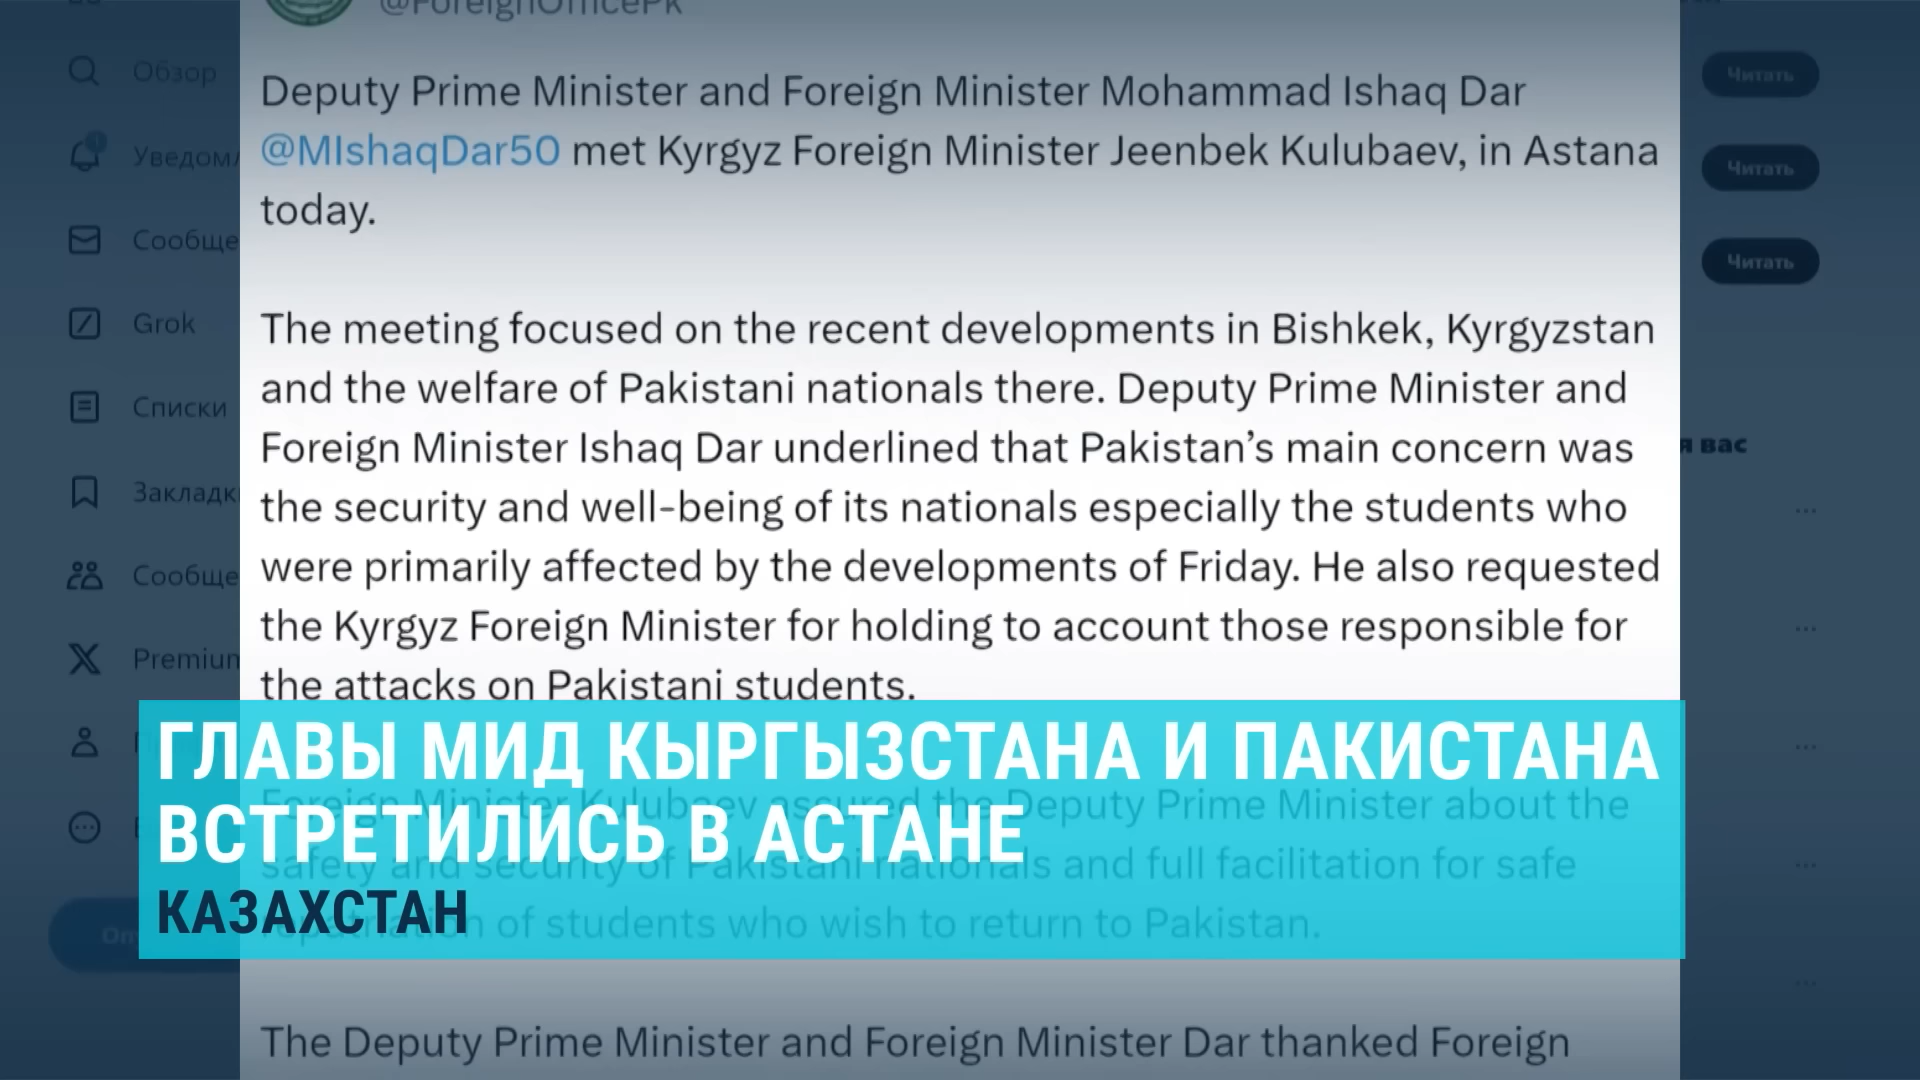 @ForeignOfficePk
Обзор
Читать
Deputy Prime Minister and Foreign Minister Mohammad Ishaq Dar
@MIshaqDar50 met Kyrgyz Foreign Minister Jeenbek Kulubaev, in Astana
today.
Читать
Сообще
Читать
Grok
The meeting focused on the recent developments in Bishkek, Kyrgyzstan
and the welfare of Pakistani nationals there. Deputy Prime Minister and
Списки
Foreign Minister Ishaq Dar underlined that Pakistan’s main concern was
я вас
Закладк
the security and well-being of its nationals especially the students who
Сообще
were primarily affected by the developments of Friday. He also requested
the Kyrgyz Foreign Minister for holding to account those responsible for
Premium
the attacks on Pakistani students.
ГЛАВЫ МИД КЫРГЫЗСТАНА И ПАКИСТАНА
ВСТРЕТИЛИСЬ В АСТАНЕ
КАЗАХСТАН
Foreign Minister Kulubaev assured the Deputy Prime Minister about the
safety and security of Pakistani nationals and full facilitation for safe
repatriation of students who wish to return to Pakistan.
The Deputy Prime Minister and Foreign Minister Dar thanked Foreign